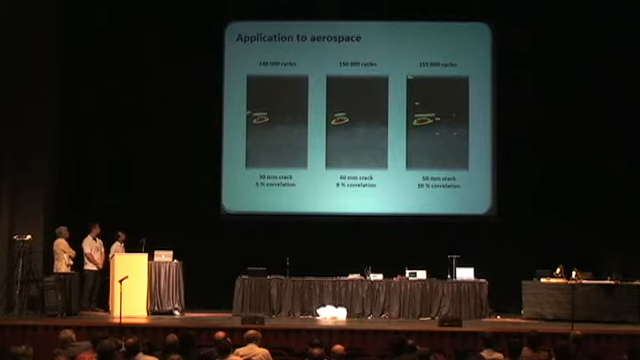 Application to aerospace
140 000 cycles
150 000 cycles
155 000 cycles
30 mm crack
5 % correlation
40 mm crack
8 % correlation
50 mm crack
10 % correlation